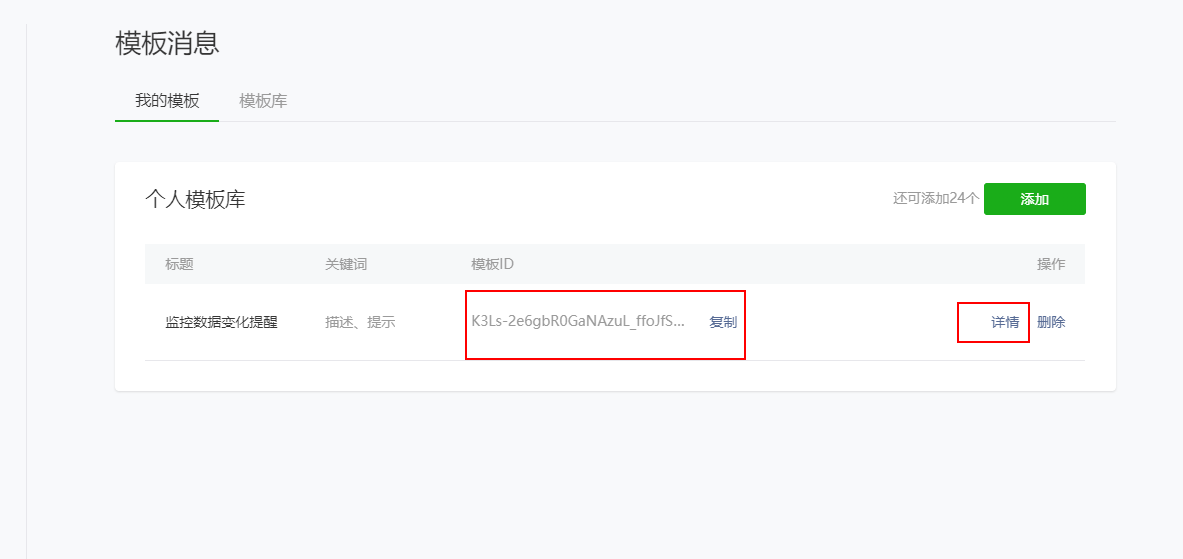 模板消息
我的模板 模板库
个人模板库 还可添加24个 添加
标题 关键词 模板ID 操作
监控数据变化提醒 描述、提示 K3Ls-2e6gbR0GaNAzuL_ffoJfS... 复制 详情 删除